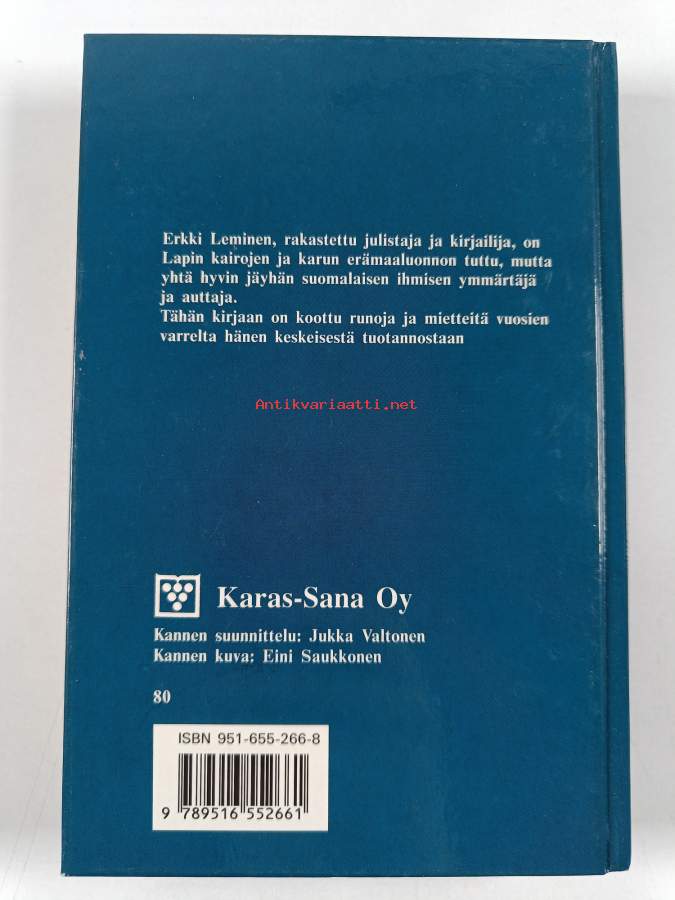 Erkki Leminen, rakastettu julistaja ja kirjailija, on
Lapin kairojen ja karun erämaaluonnon tuttu, mutta
yhtä hyvin jäyhän suomalaisen ihmisen ymmärtäjä
ja auttaja.
Tähän kirjaan on koottu runoja ja mietteitä vuosien
varrelta hänen keskeisestä tuotannostaan
Antikvariaatti.net
Karas-Sana Oy
Kannen suunnittelu: Jukka Valtonen
Kannen kuva: Eini Saukkonen
80
ISBN 951-655-266-8
9 789516 552661